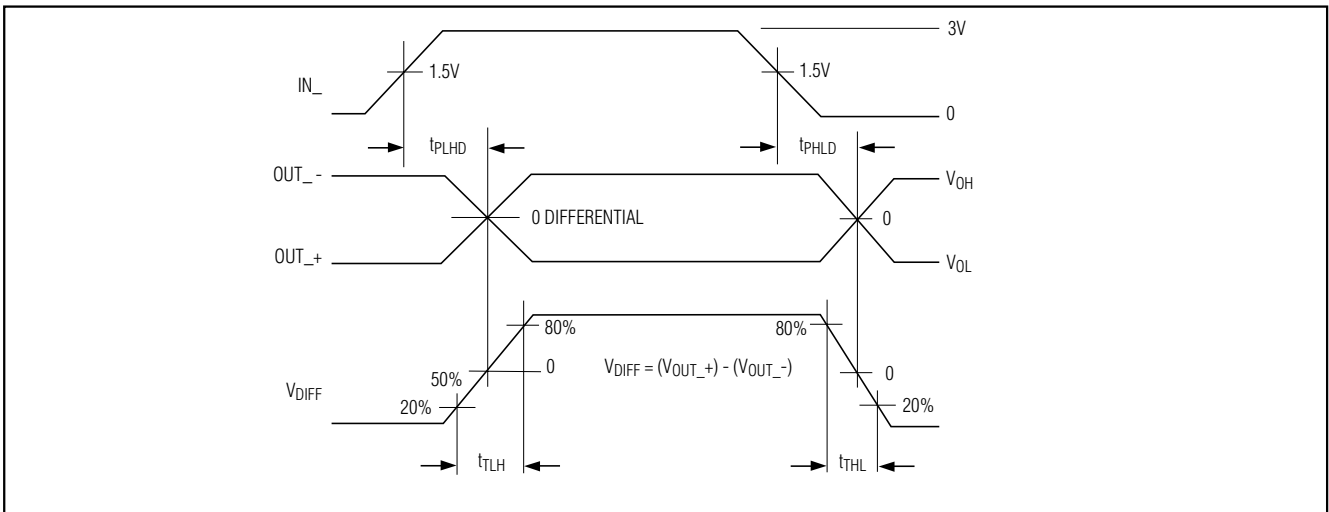 3V
1.5V
1.5V
IN_
0
tPLHD
tPHLD
OUT_ -
VOH
0 DIFFERENTIAL
0
OUT_+
VOL
80%
80%
50%
0
VDIFF = (VOUT_+) - (VOUT_-)
0
VDIFF
20%
20%
tTLH
tTHL